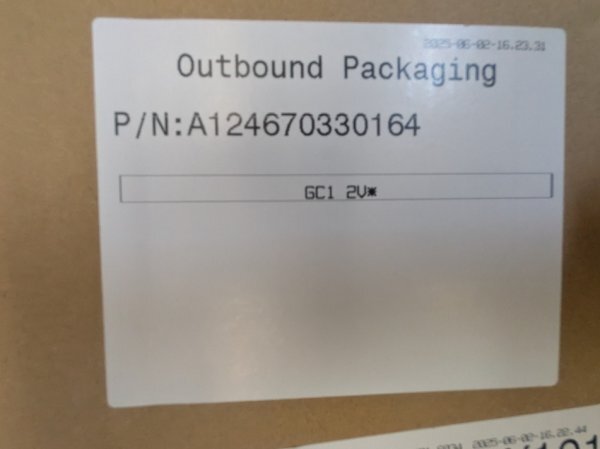 2025-06-02-16.23.31
Outbound Packaging
P/N:A124670330164
GC1 2V*
2025-06-02-16.22.44